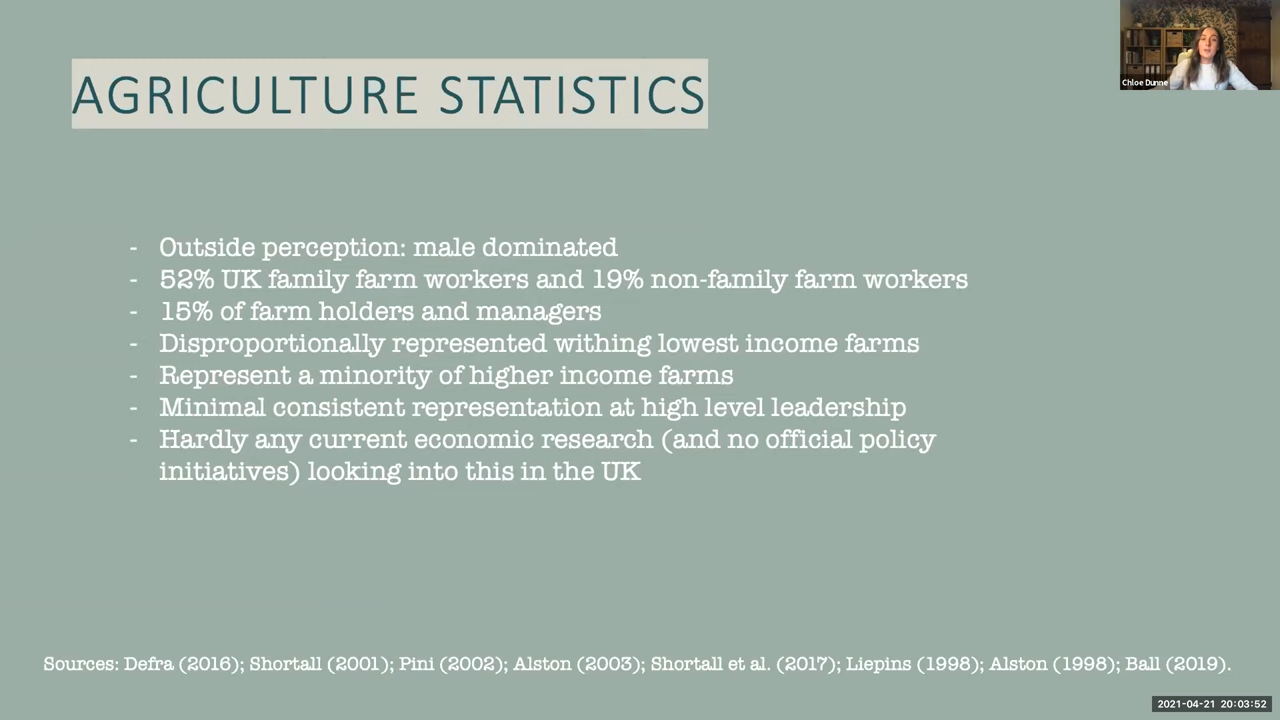 AGRICULTURE STATISTICS
Chloe Dunne
- Outside perception: male dominated
- 52% UK family farm workers and 19% non-family farm workers
- 15% of farm holders and managers
- Disproportionally represented withing lowest income farms
- Represent a minority of higher income farms
- Minimal consistent representation at high level leadership
- Hardly any current economic research (and no official policy
initiatives) looking into this in the UK
Sources: Defra (2016); Shortall (2001); Pini (2002); Alston (2003); Shortall et al. (2017); Liepins (1998); Alston (1998); Ball (2019).
2021-04-21 20:03:52